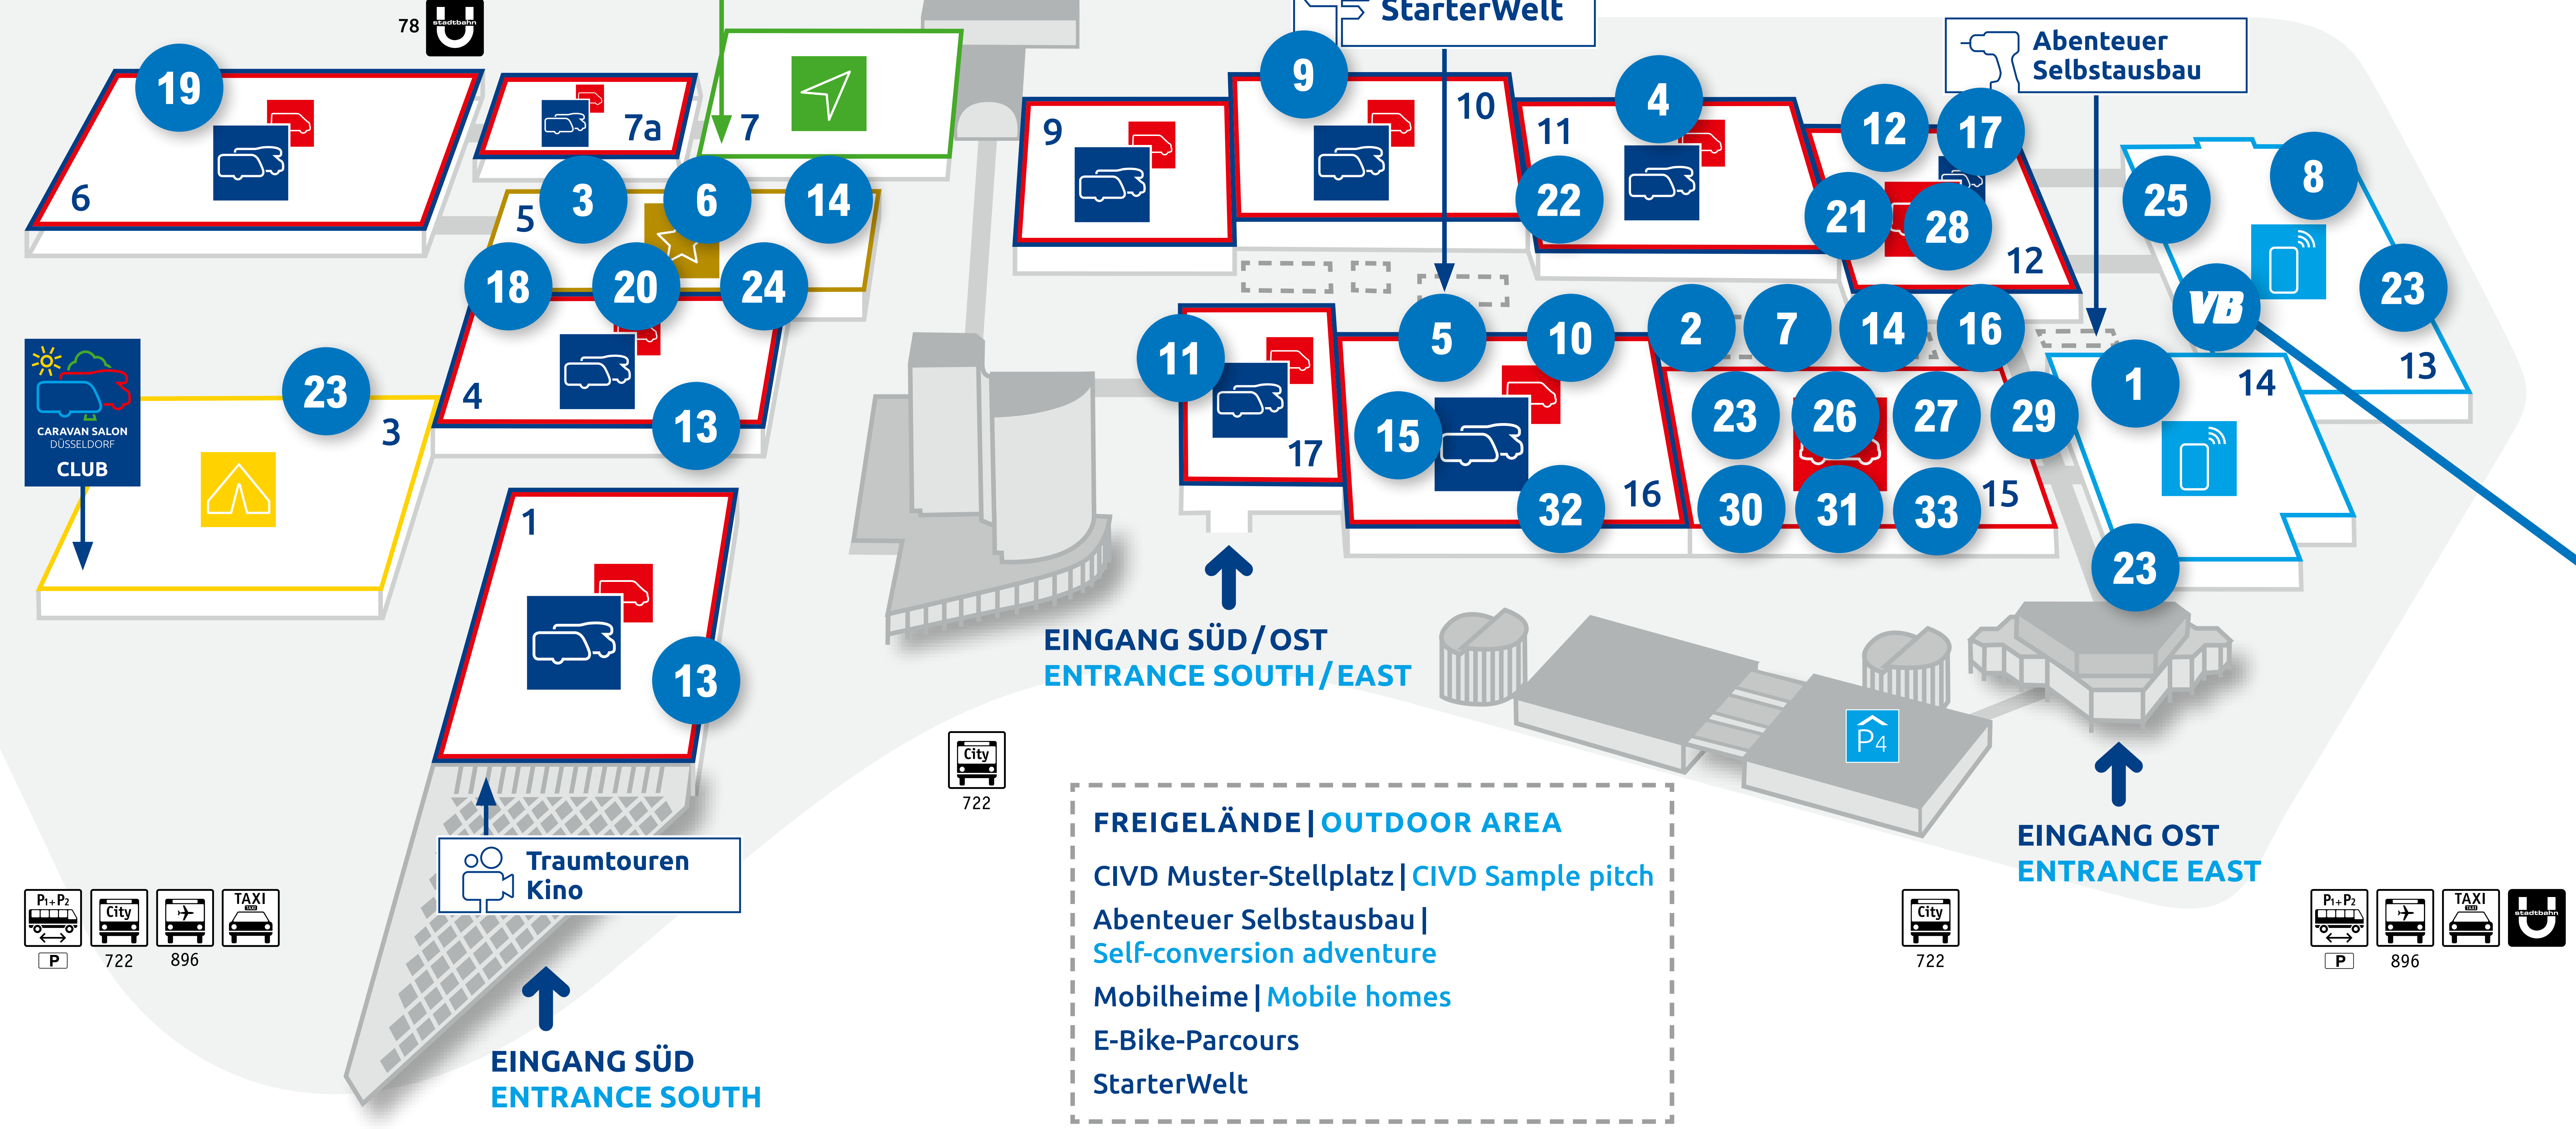 78
stadtbahn
U
StarterWelt
Abenteuer
Selbstausbau
19
6
7a
7
9
9
10
4
11
22
12
17
21
28
12
25
8
23
VB
13
5
3
6
14
18
20
24
4
13
CARAVAN SALON
DÜSSELDORF
CLUB
23
3
11
17
5
10
15
32
16
2
7
14
16
23
26
27
29
30
31
33
15
1
14
23
1
13
EINGANG SÜD/OST
ENTRANCE SOUTH/EAST
P4
EINGANG OST
ENTRANCE EAST
City
722
Traumtouren
Kino
P1+P2
P
City
722
896
TAXI
TAXI
EINGANG SÜD
ENTRANCE SOUTH
FREIGELÄNDE|OUTDOOR AREA
CIVD Muster-Stellplatz|CIVD Sample pitch
Abenteuer Selbstausbau|
Self-conversion adventure
Mobilheime|Mobile homes
E-Bike-Parcours
StarterWelt
City
722
P1+P2
P
896
TAXI
TAXI
stadtbahn
U